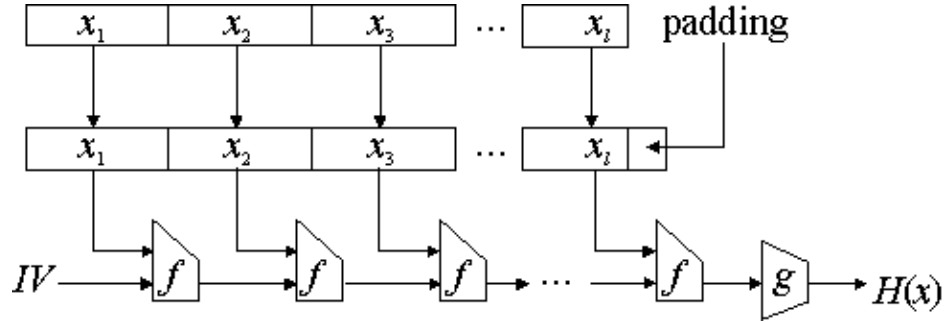 x₁ x₂ x₃ ... xₗ padding
x₁ x₂ x₃ ... xₗ
IV f f f ... f g H(x)